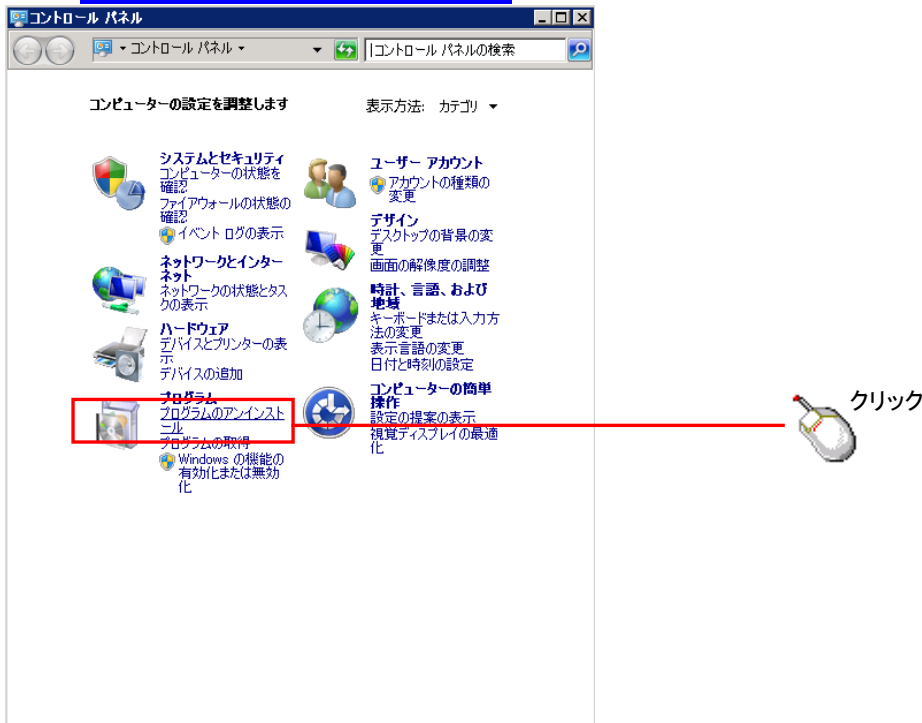 コントロール パネル
コントロール パネル
コントロール パネルの検索
コンピューターの設定を調整します
表示方法: カテゴリ
システムとセキュリティ
コンピューターの状態を
確認
ファイアウォールの状態の
確認
イベント ログの表示
ネットワークとインター
ネット
ネットワークの状態とタス
クの表示
ハードウェア
デバイスとプリンターの表
示
デバイスの追加
プログラム
プログラムのアンインスト
ール
プログラムの取得
Windows の機能の
有効化または無効
化
ユーザー アカウント
アカウントの種類の
変更
デザイン
デスクトップの背景の変
更
画面の解像度の調整
時計、言語、および
地域
キーボードまたは入力方
法の変更
表示言語の変更
日付と時刻の設定
コンピューターの簡単
操作
設定の提案の表示
視覚ディスプレイの最適
化
クリック